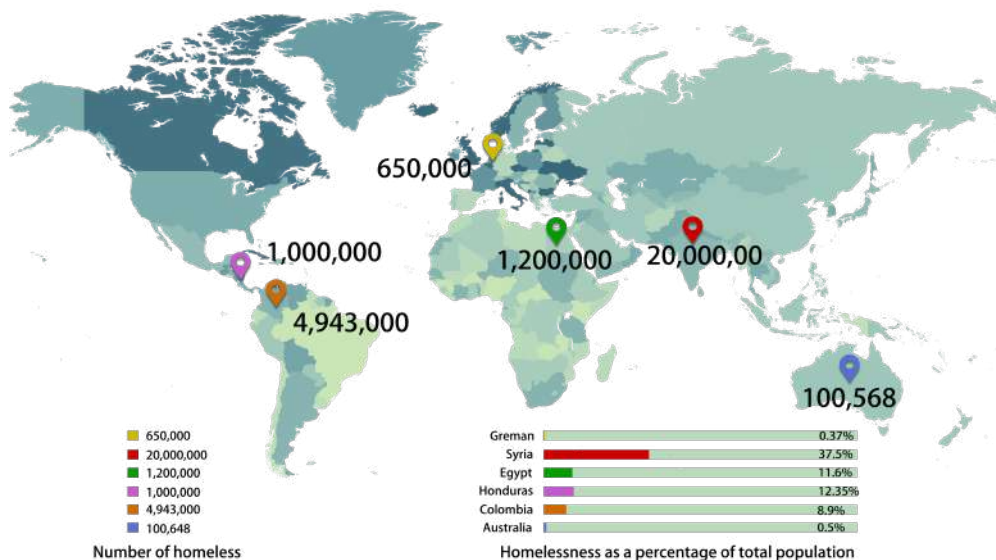 650,000
1,000,000
1,200,000
20,000,00
4,943,000
100,568
650,000
20,000,000
1,200,000
1,000,000
4,943,000
100,648
Number of homeless
Greman 0.37%
Syria 37.5%
Egypt 11.6%
Honduras 12.35%
Colombia 8.9%
Australia 0.5%
Homelessness as a percentage of total population